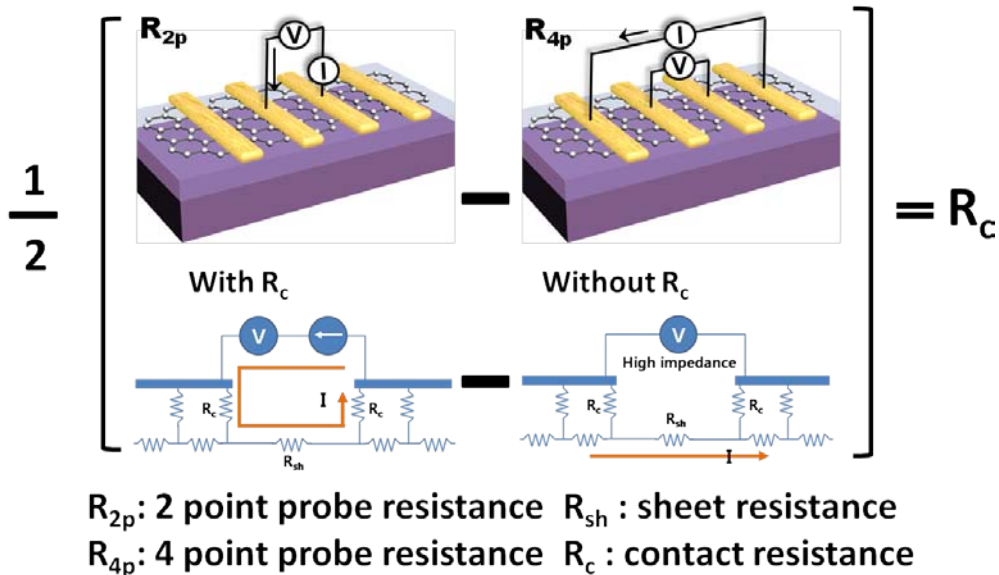 R2p
V
I
R4p
I
V
1
2
= Rc
With Rc
Without Rc
V
V
High impedance
I
Rc
Rc
Rsh
Rc
Rc
Rsh
I
R2p: 2 point probe resistance Rsh : sheet resistance
R4p: 4 point probe resistance Rc : contact resistance